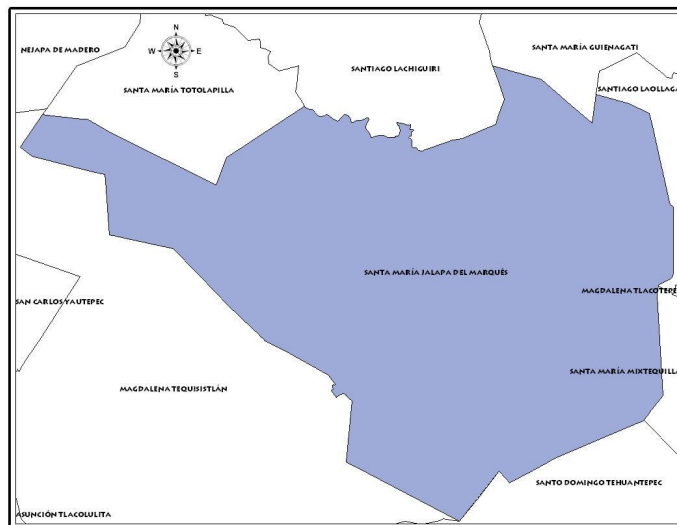 N
W E
S
NEJAPA DE MADERO
SANTA MARÍA TOTOLAPILLA
SANTIAGO LACHIGUIRI
SANTA MARÍA GUIENAGATI
SANTIAGO LAOLLAGA
SANTA MARÍA JALAPA DEL MARQUÉS
MAGDALENA TLACOTEPE
SAN CARLOS YAUTEPEC
SANTA MARÍA MIXTEQUILLA
MAGDALENA TEQUISISTLÁN
SANTO DOMINGO TEHUANTEPEC
ASUNCIÓN TLACOLULITA